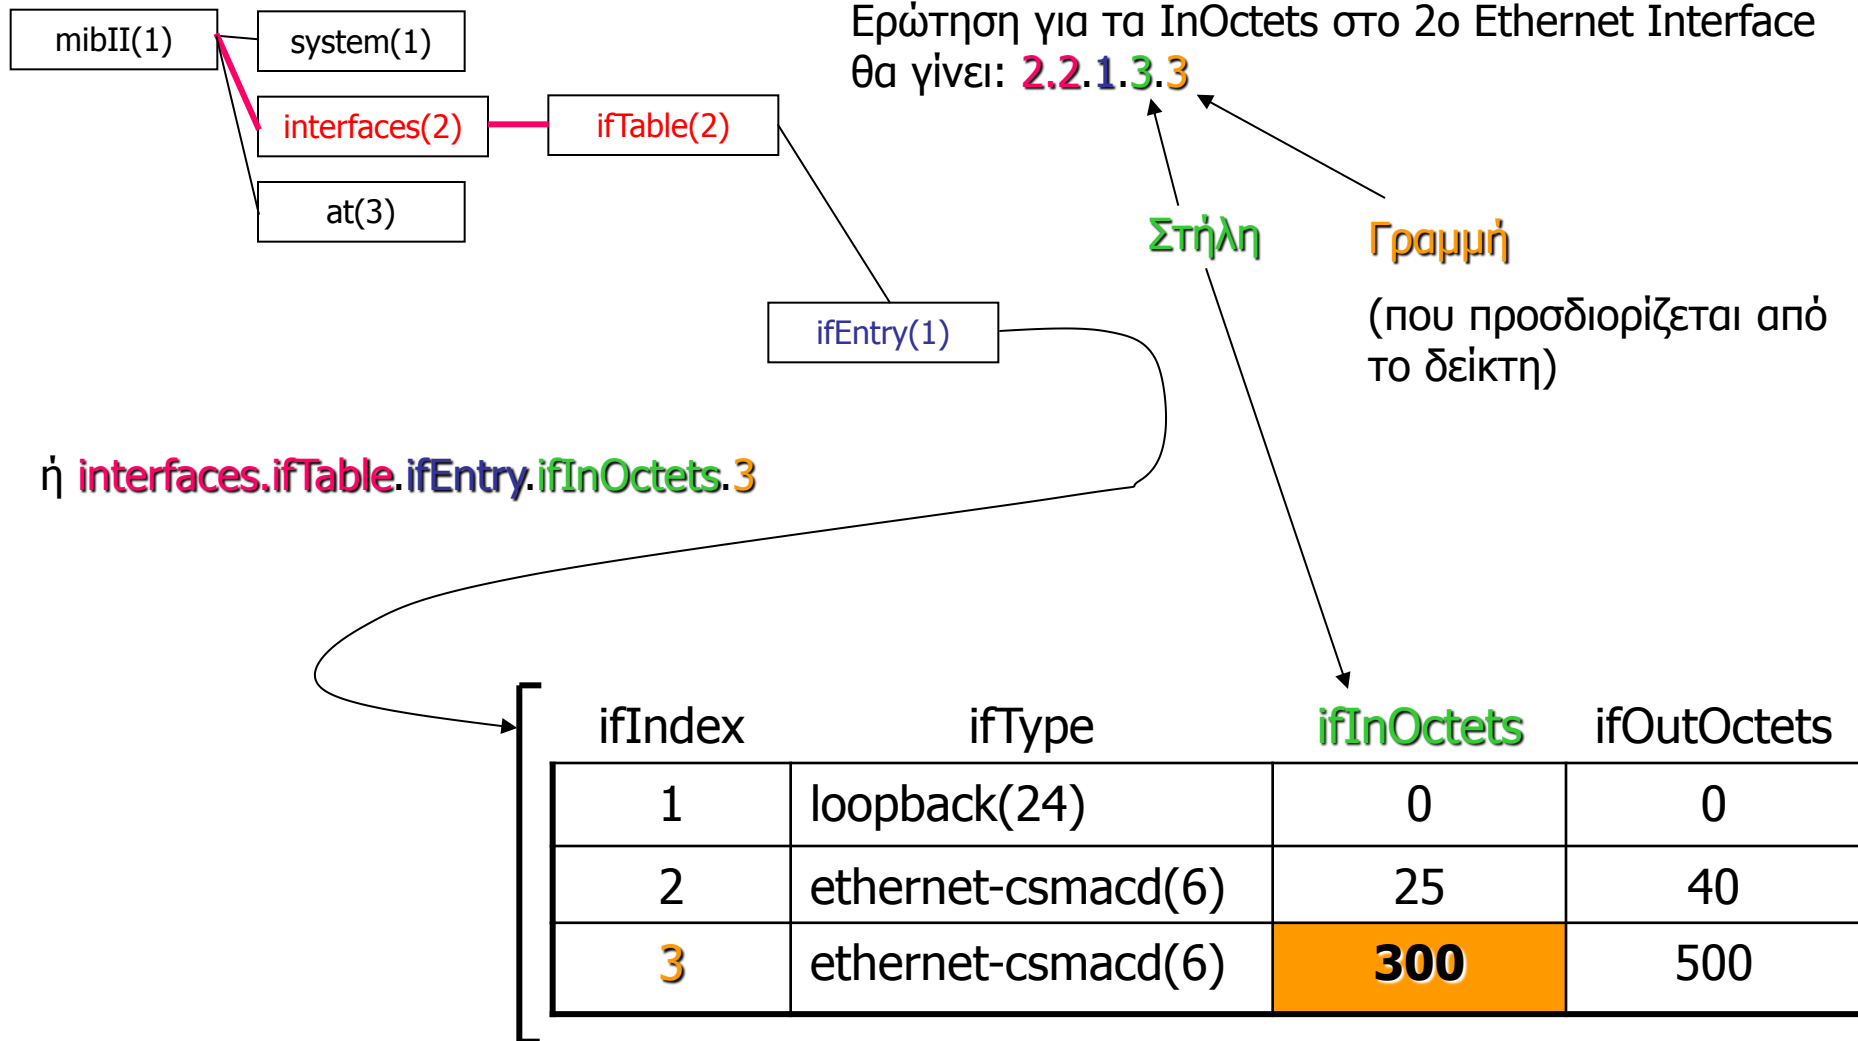 mibII(1)
system(1)
interfaces(2)
ifTable(2)
at(3)
ifEntry(1)
Ερώτηση για τα InOctets στο 2ο Ethernet Interface
θα γίνει: 2.2.1.3.3
Στήλη
Γραμμή
(που προσδιορίζεται από
το δείκτη)
ή interfaces.ifTable.ifEntry.ifInOctets.3
ifIndex ifType ifInOctets ifOutOctets
1 loopback(24) 0 0
2 ethernet-csmacd(6) 25 40
3 ethernet-csmacd(6) 300 500